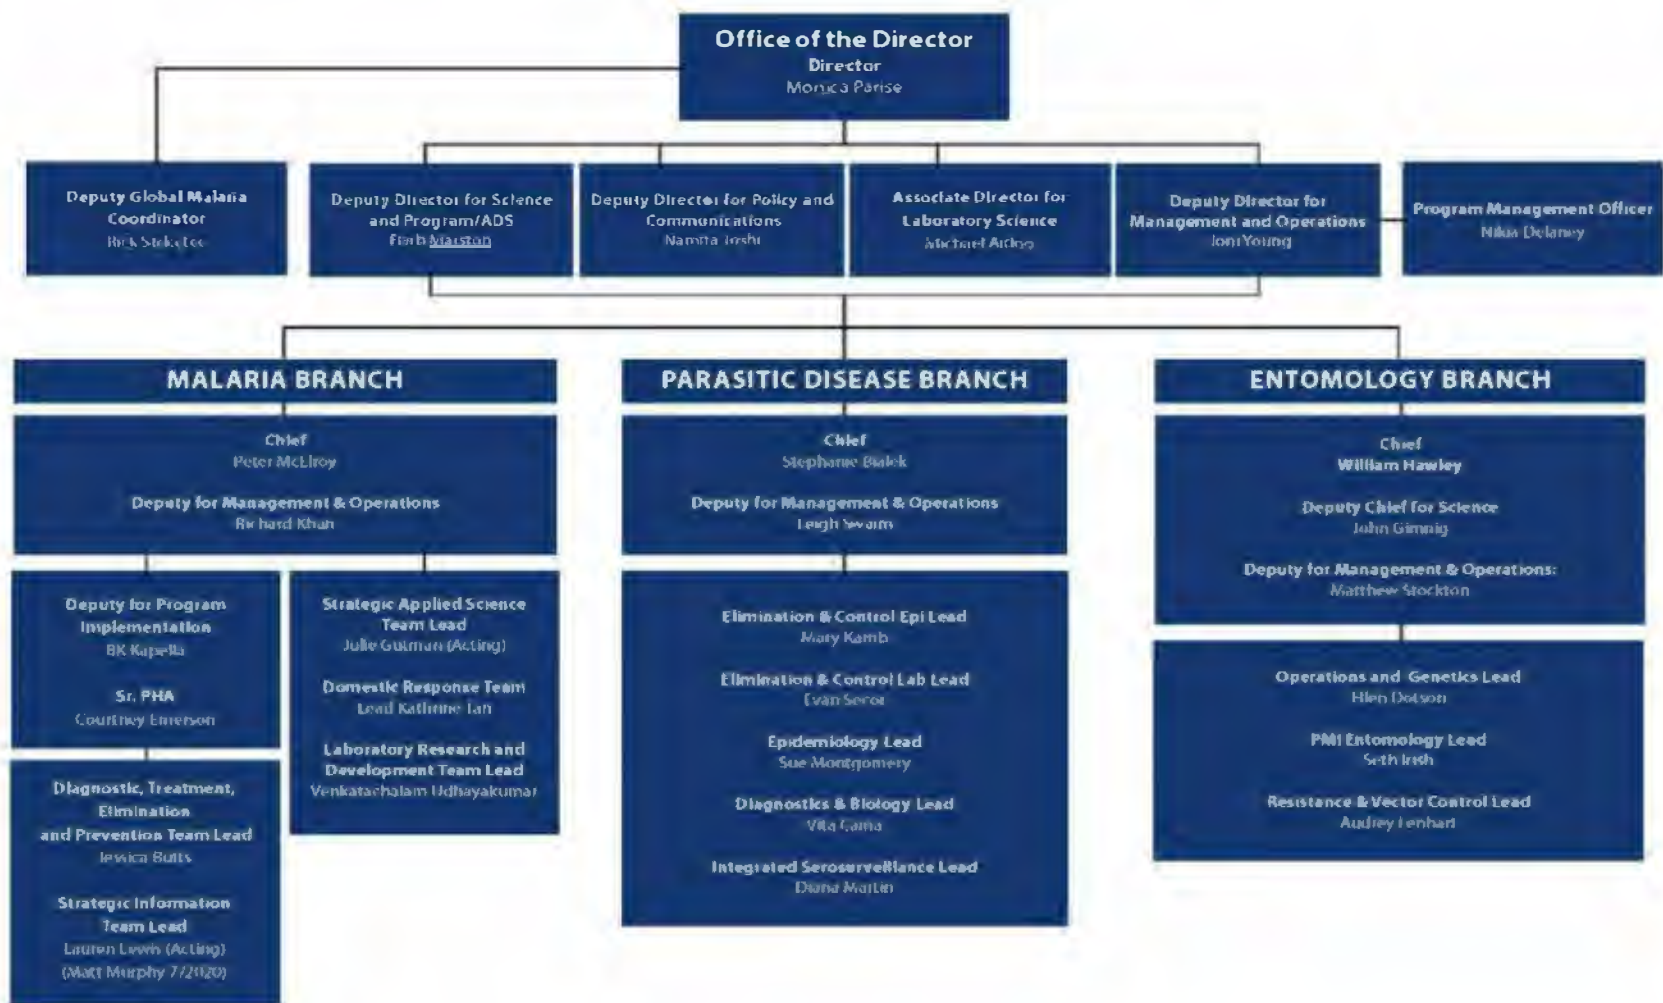 Office of the Director
Director
Monica Parise
Deputy Global Malaria
Coordinator
Rick Steketee
Deputy Director for Science
and Program/ADS
Barb Marston
Deputy Director for Policy and
Communications
Namita Joshi
Associate Director for
Laboratory Science
Michael Aidoo
Deputy Director for
Management and Operations
Joni Young
Program Management Officer
Delaney
MALARIA BRANCH
Chief
Peter McElroy
Deputy for Management & Operations
Richard Khan
Deputy for Program
Implementation
BK Kapella
Sr. PHA
Courtney Emerson
Diagnostic, Treatment,
Elimination
and Prevention Team Lead
Jessica Butts
Strategic Information
Team Lead
Lauren Lewis (Acting)
(Matt Murphy 7/2020)
Strategic Applied Science
Team Lead
Julie Gutman (Acting)
Domestic Response Team
Lead Kathrine Tan
Laboratory Research and
Development Team Lead
Venkatachalam Udhayakumar
PARASITIC DISEASE BRANCH
Chief
Stephanie Bialek
Deputy for Management & Operations
Leigh Swaim
Elimination & Control Epi Lead
Mary Kamb
Elimination & Control Lab Lead
Evan Secor
Epidemiology Lead
Sue Montgomery
Diagnostics & Biology Lead
Vita Cama
Integrated Serosurveillance Lead
Diana Martin
ENTOMOLOGY BRANCH
Chief
William Hawley
Deputy Chief for Science
John Gimnig
Deputy for Management & Operations:
Matthew Stockton
Operations and Genetics Lead
Ellen Dotson
PMI Entomology Lead
Seth Irish
Resistance & Vector Control Lead
Audrey Lenhart